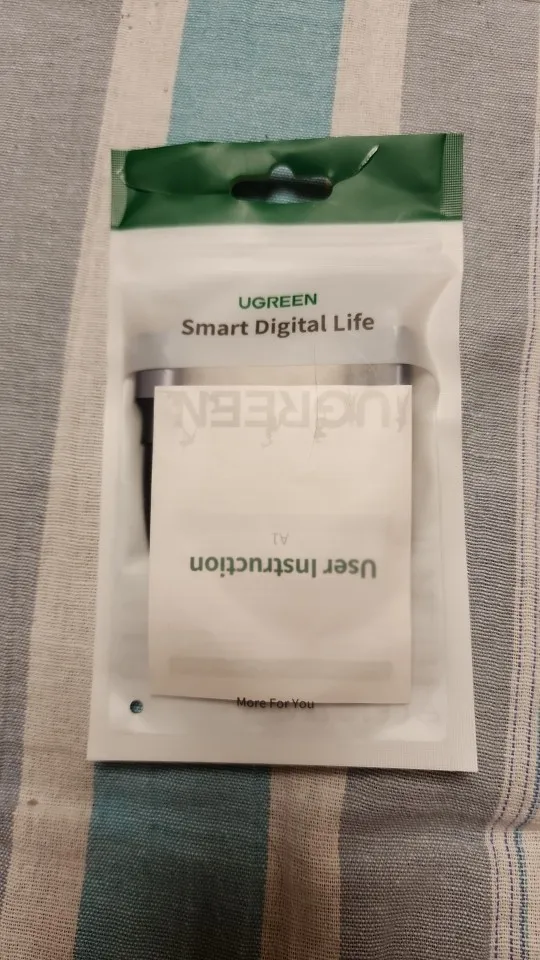 UGREEN
Smart Digital Life
UGREEN
A1
User Instruction
More For You